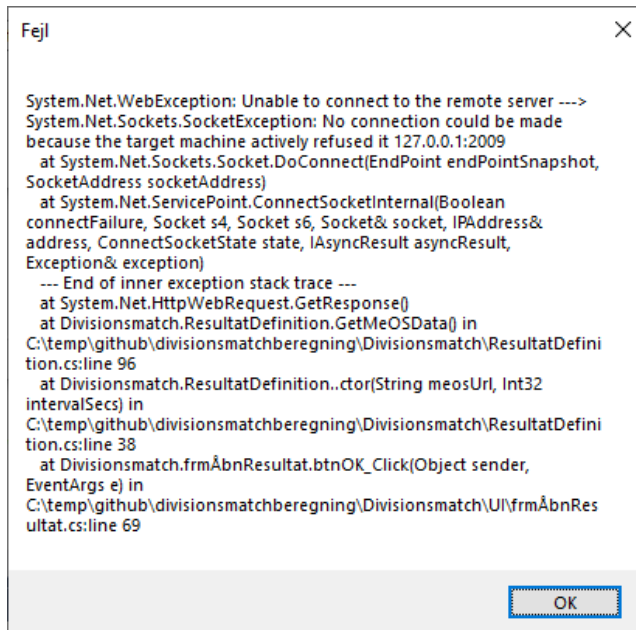 Fejl
System.Net.WebException: Unable to connect to the remote server --->
System.Net.Sockets.SocketException: No connection could be made
because the target machine actively refused it 127.0.0.1:2009
at System.Net.Sockets.Socket.DoConnect(EndPoint endPointSnapshot,
SocketAddress socketAddress)
at System.Net.ServicePoint.ConnectSocketInternal(Boolean
connectFailure, Socket s4, Socket s6, Socket& socket, IPAddress&
address, ConnectSocketState state, IAsyncResult asyncResult,
Exception& exception)
--- End of inner exception stack trace ---
at System.Net.HttpWebRequest.GetResponse()
at Divisionsmatch.ResultatDefinition.GetMeOSData() in
C:\temp\github\divisionsmatchberegning\Divisionsmatch\ResultatDefini
tion.cs:line 96
at Divisionsmatch.ResultatDefinition..ctor(String meosUrl, Int32
intervalSecs) in
C:\temp\github\divisionsmatchberegning\Divisionsmatch\ResultatDefini
tion.cs:line 38
at Divisionsmatch.frmÅbnResultat.btnOK_Click(Object sender,
EventArgs e) in
C:\temp\github\divisionsmatchberegning\Divisionsmatch\UI\frmÅbnRes
ultat.cs:line 69
OK